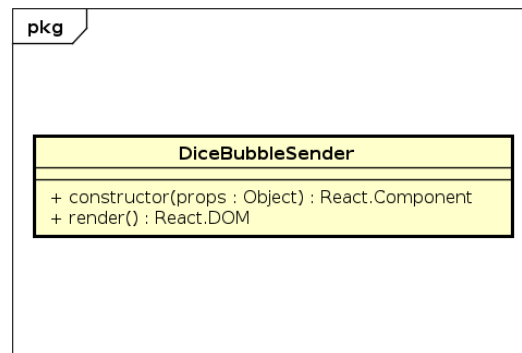 pkg
DiceBubbleSender
+ constructor(props : Object) : React.Component
+ render() : React.DOM